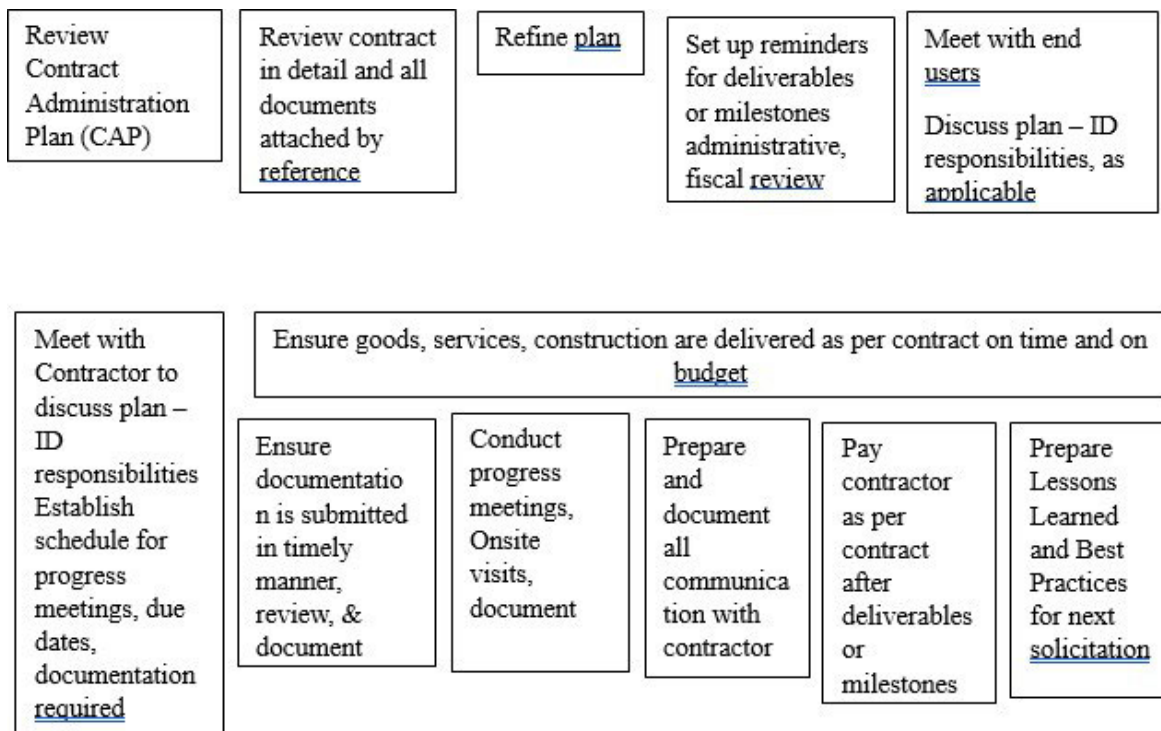 Review
Contract
Administration
Plan (CAP)
Review contract
in detail and all
documents
attached by
reference
Refine plan
Set up reminders
for deliverables
or milestones
administrative,
fiscal review
Meet with end
users
Discuss plan – ID
responsibilities, as
applicable
Meet with
Contractor to
discuss plan –
ID
responsibilities
Establish
schedule for
progress
meetings, due
dates,
documentation
required
Ensure goods, services, construction are delivered as per contract on time and on
budget
Ensure
documentatio
n is submitted
in timely
manner,
review, &
document
Conduct
progress
meetings,
Onsite
visits,
document
Prepare
and
document
all
communica
tion with
contractor
Pay
contractor
as per
contract
after
deliverables
or
milestones
Prepare
Lessons
Learned
and Best
Practices
for next
solicitation